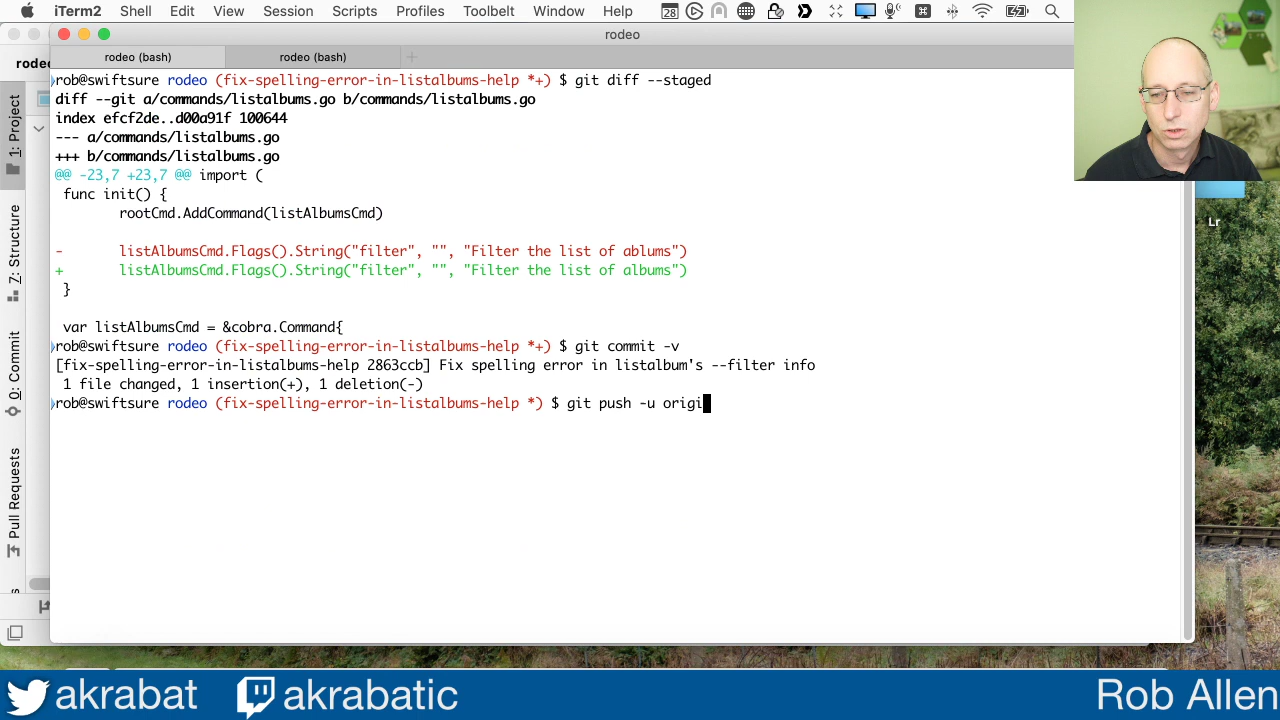 iTerm2 Shell Edit View Session Scripts Profiles Toolbelt Window Help 28
rodeo
rodeo (bash) rodeo (bash) +
rode
1: Project
7: Structure
0: Commit
Pull Requests
rob@swiftsure rodeo (fix-spelling-error-in-listalbums-help *+) $ git diff --staged
diff --git a/commands/listalbums.go b/commands/listalbums.go
index efcf2de..d00a91f 100644
--- a/commands/listalbums.go
+++ b/commands/listalbums.go
@@ -23,7 +23,7 @@ import (
func init() {
rootCmd.AddCommand(listAlbumsCmd)
- listAlbumsCmd.Flags().String("filter", "", "Filter the list of ablums")
+ listAlbumsCmd.Flags().String("filter", "", "Filter the list of albums")
}
var listAlbumsCmd = &cobra.Command{
rob@swiftsure rodeo (fix-spelling-error-in-listalbums-help *+) $ git commit -v
[fix-spelling-error-in-listalbums-help 2863ccb] Fix spelling error in listalbum's --filter info
1 file changed, 1 insertion(+), 1 deletion(-)
rob@swiftsure rodeo (fix-spelling-error-in-listalbums-help *) $ git push -u origi
Lr
akrabat akrabatic Rob Allen